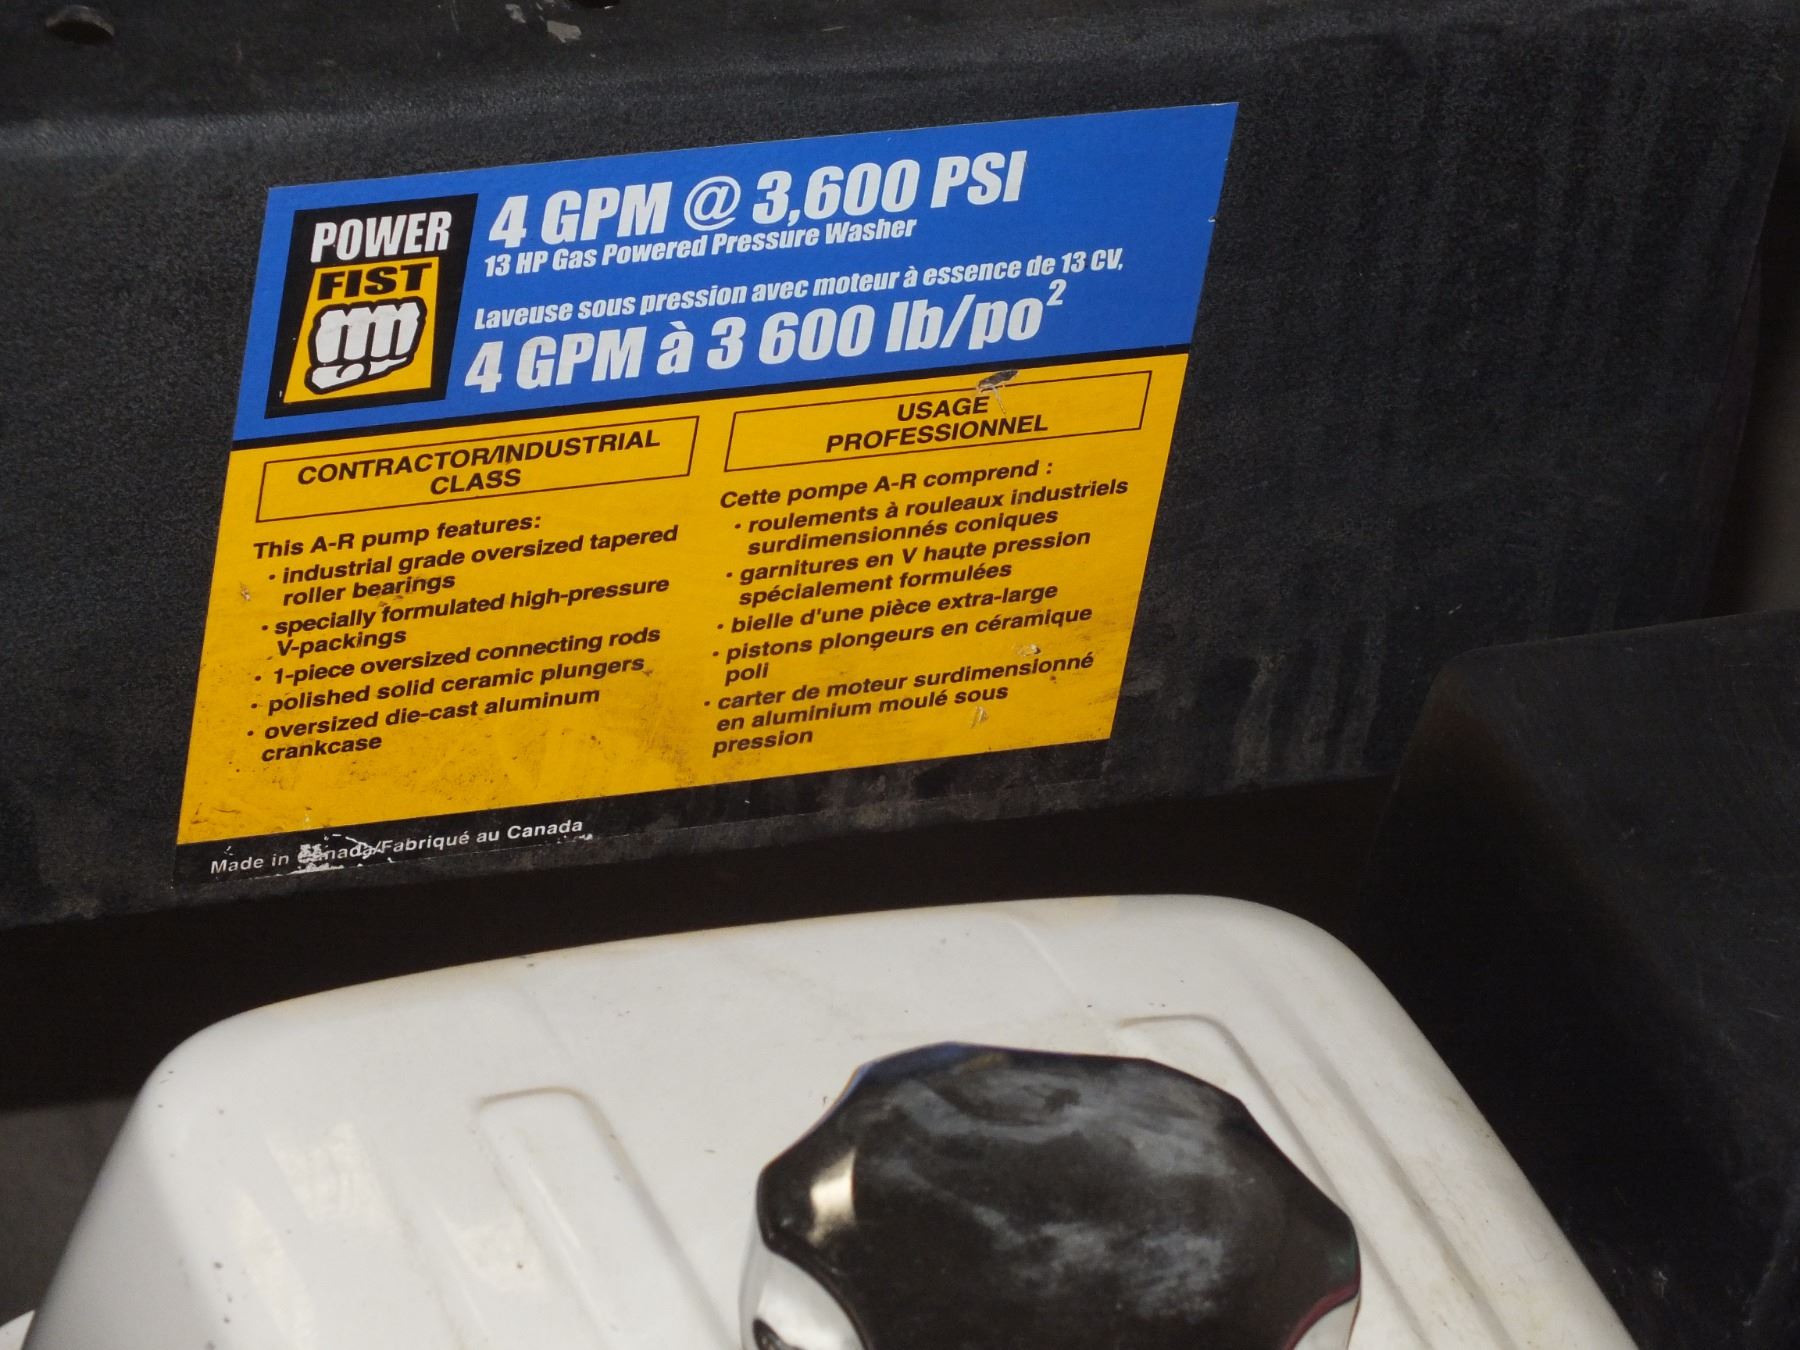 POWER
FIST
4 GPM @ 3,600 PSI
13 HP Gas Powered Pressure Washer
Laveuse sous pression avec moteur à essence de 13 CV,
4 GPM à 3 600 lb/po²
CONTRACTOR/INDUSTRIAL
CLASS
This A-R pump features:
• industrial grade oversized tapered
roller bearings
• specially formulated high-pressure
V-packings
• 1-piece oversized connecting rods
• polished solid ceramic plungers
• oversized die-cast aluminum
crankcase
USAGE
PROFESSIONNEL
Cette pompe A-R comprend :
• roulements à rouleaux industriels
surdimensionnés coniques
• garnitures en V haute pression
spécialement formulées
• bielle d'une pièce extra-large
• pistons plongeurs en céramique
poli
• carter de moteur surdimensionné
en aluminium moulé sous
pression
Made in Canada/Fabriqué au Canada